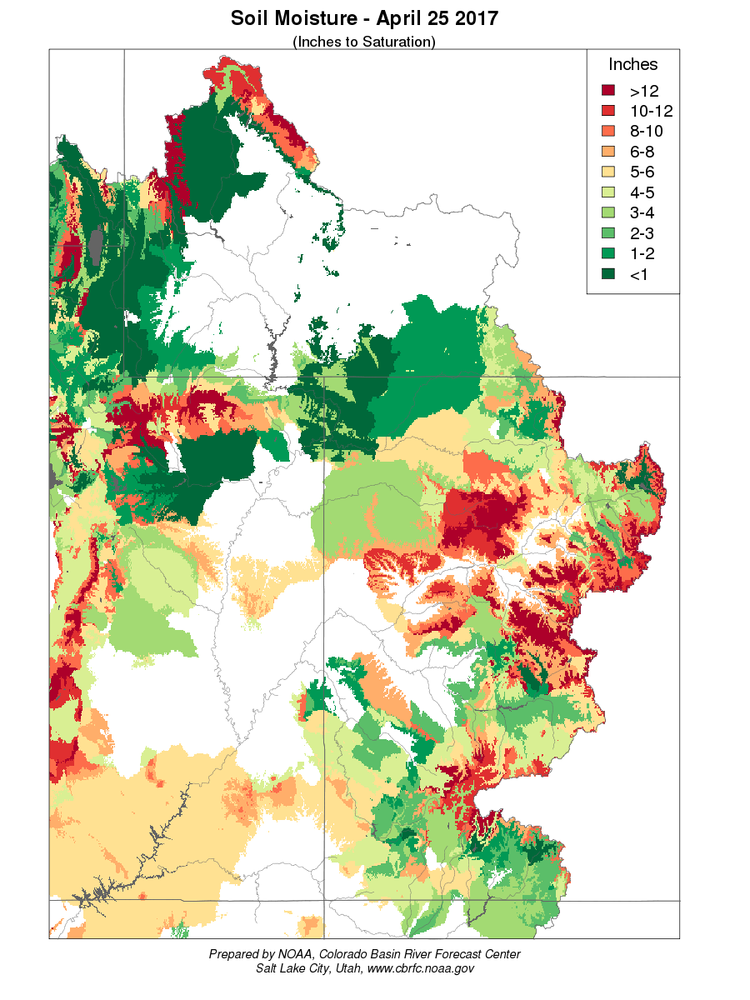 Soil Moisture - April 25 2017
(Inches to Saturation)
Inches
>12
10-12
8-10
6-8
5-6
4-5
3-4
2-3
1-2
<1
Prepared by NOAA, Colorado Basin River Forecast Center
Salt Lake City, Utah, www.cbrfc.noaa.gov